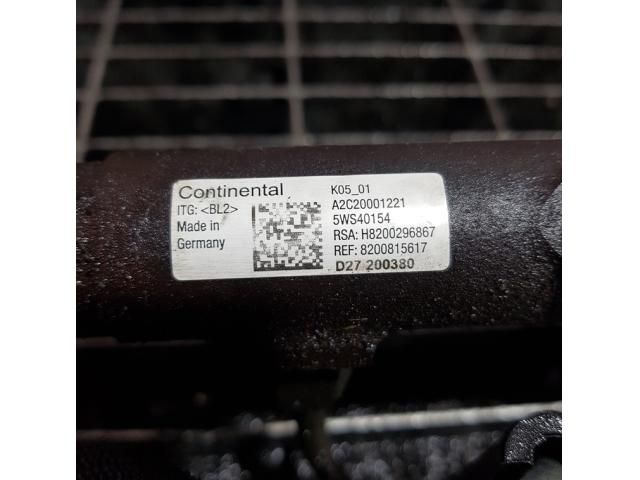 Continental
ITG: <BL2>
Made in
Germany
K05_01
A2C20001221
5WS40154
RSA: H8200296867
REF: 8200815617
D27 200380